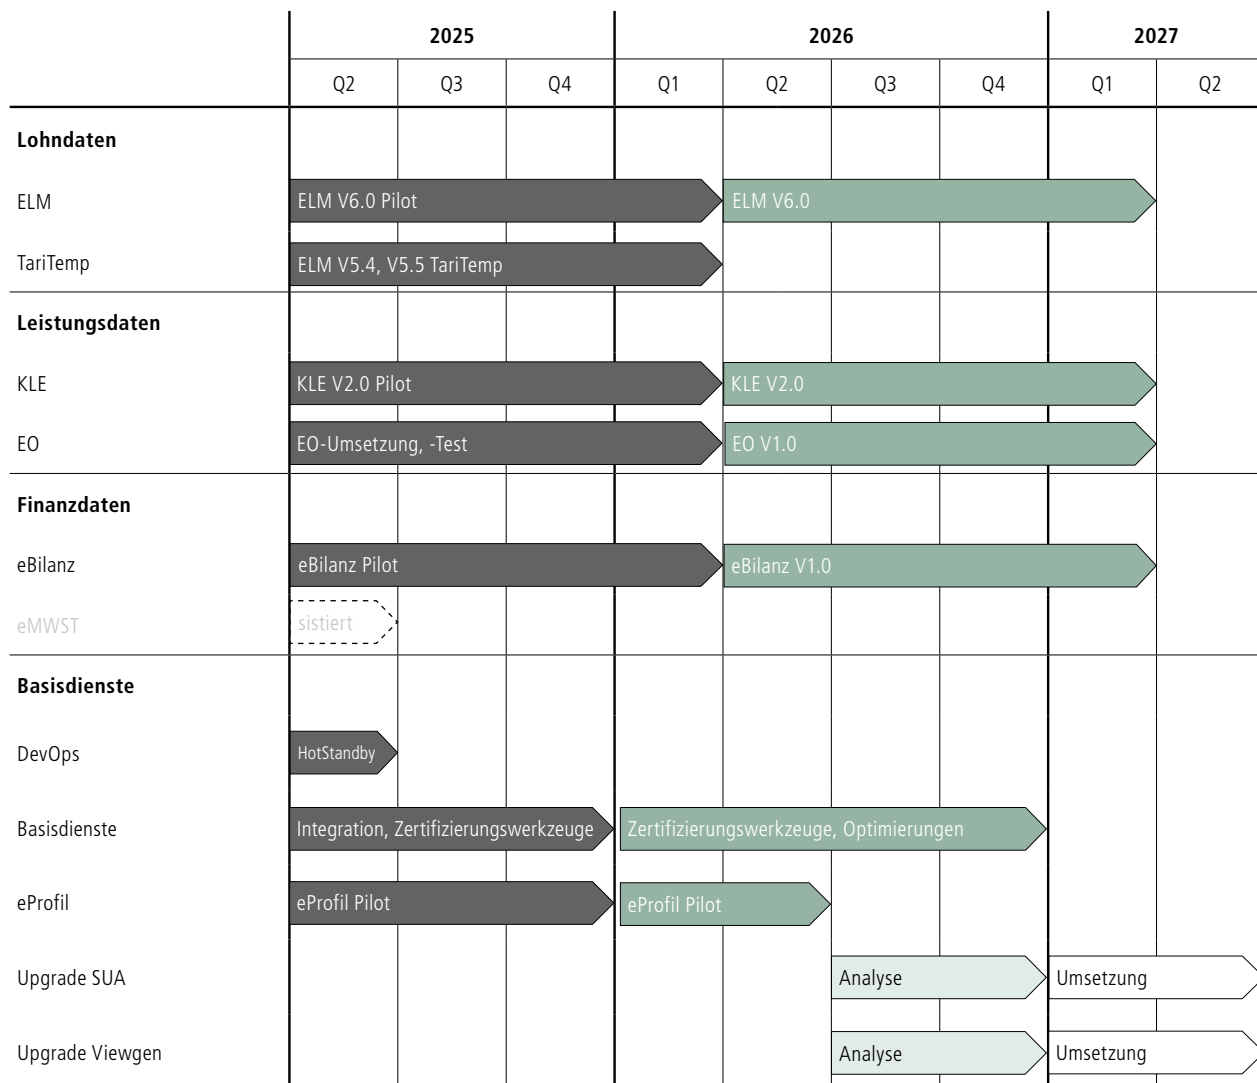 2025 2026 2027
Q2 Q3 Q4 Q1 Q2 Q3 Q4 Q1 Q2
Lohndaten
ELM ELM V6.0 Pilot ELM V6.0
TariTemp ELM V5.4, V5.5 TariTemp
Leistungsdaten
KLE KLE V2.0 Pilot KLE V2.0
EO EO-Umsetzung, -Test EO V1.0
Finanzdaten
eBilanz eBilanz Pilot eBilanz V1.0
eMWST sistiert
Basisdienste
DevOps HotStandby
Basisdienste Integration, Zertifizierungswerkzeuge Zertifizierungswerkzeuge, Optimierungen
eProfil eProfil Pilot eProfil Pilot
Upgrade SUA Analyse Umsetzung
Upgrade Viewgen Analyse Umsetzung